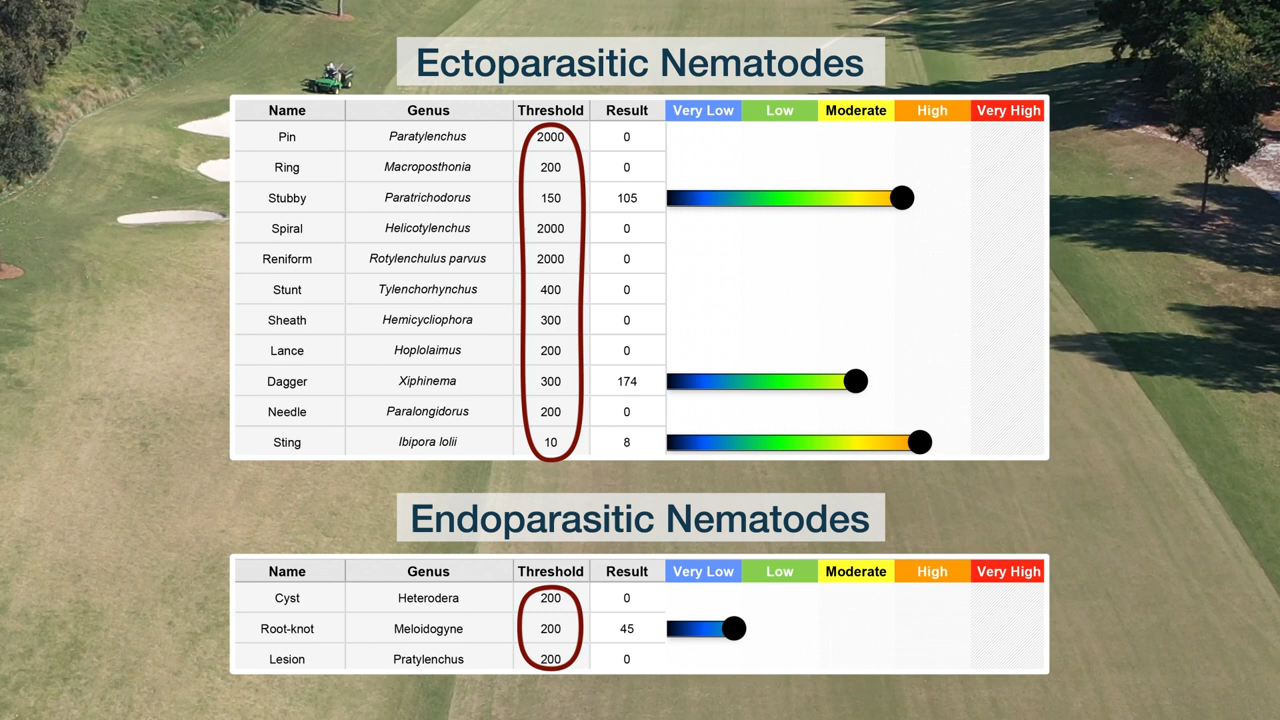 Ectoparasitic Nematodes
Name Genus Threshold Result Very Low Low Moderate High Very High
Pin Paratylenchus 2000 0
Ring Macroposthonia 200 0
Stubby Paratrichodorus 150 105
Spiral Helicotylenchus 2000 0
Reniform Rotylenchulus parvus 2000 0
Stunt Tylenchorhynchus 400 0
Sheath Hemicycliophora 300 0
Lance Hoplolaimus 200 0
Dagger Xiphinema 300 174
Needle Paralongidorus 200 0
Sting Ibipora lolii 10 8
Endoparasitic Nematodes
Name Genus Threshold Result Very Low Low Moderate High Very High
Cyst Heterodera 200 0
Root-knot Meloidogyne 200 45
Lesion Pratylenchus 200 0